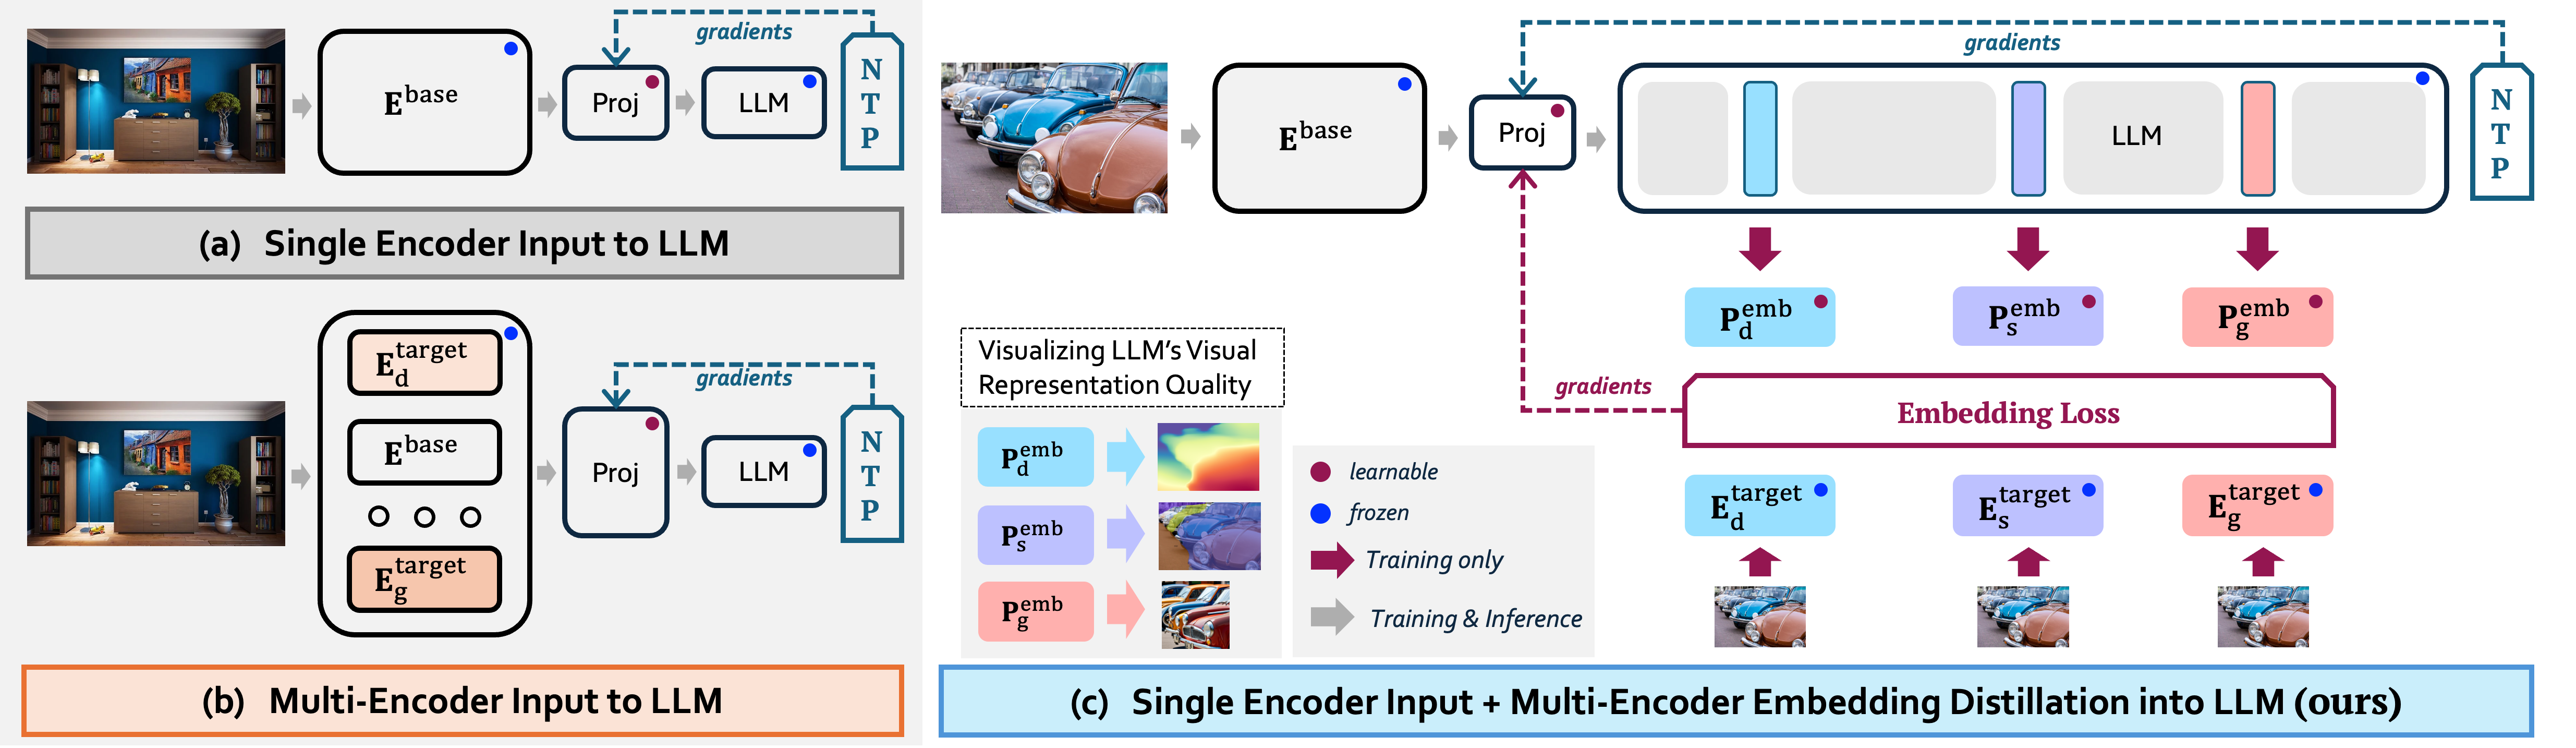 gradients
E^base
Proj
LLM
N
T
P
(a) Single Encoder Input to LLM
E_d^target
E^base
E_g^target
gradients
Proj
LLM
N
T
P
(b) Multi-Encoder Input to LLM
gradients
E^base
Proj
LLM
N
T
P
P_d^emb
P_s^emb
P_g^emb
gradients
Embedding Loss
E_d^target
E_s^target
E_g^target
Visualizing LLM's Visual
Representation Quality
P_d^emb
P_s^emb
P_g^emb
learnable
frozen
Training only
Training & Inference
(c) Single Encoder Input + Multi-Encoder Embedding Distillation into LLM (ours)